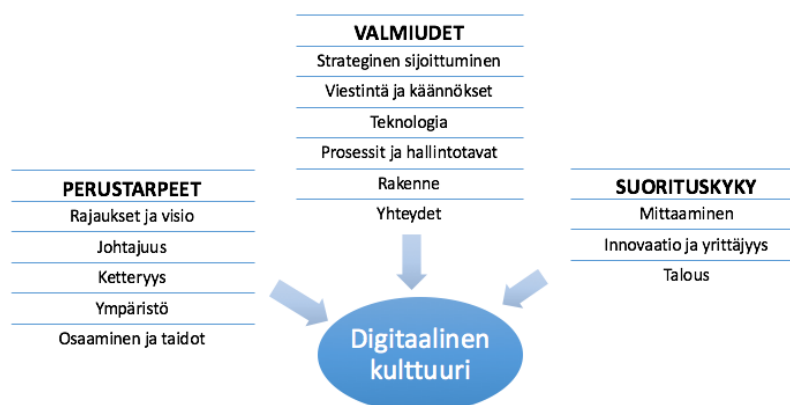 VALMIUDET
Strateginen sijoittuminen
Viestintä ja käännökset
Teknologia
Prosessit ja hallintotavat
Rakenne
Yhteydet
PERUSTARPEET
Rajaukset ja visio
Johtajuus
Ketteryys
Ympäristö
Osaaminen ja taidot
SUORITUSKYKY
Mittaaminen
Innovaatio ja yrittäjyys
Talous
Digitaalinen
kulttuuri